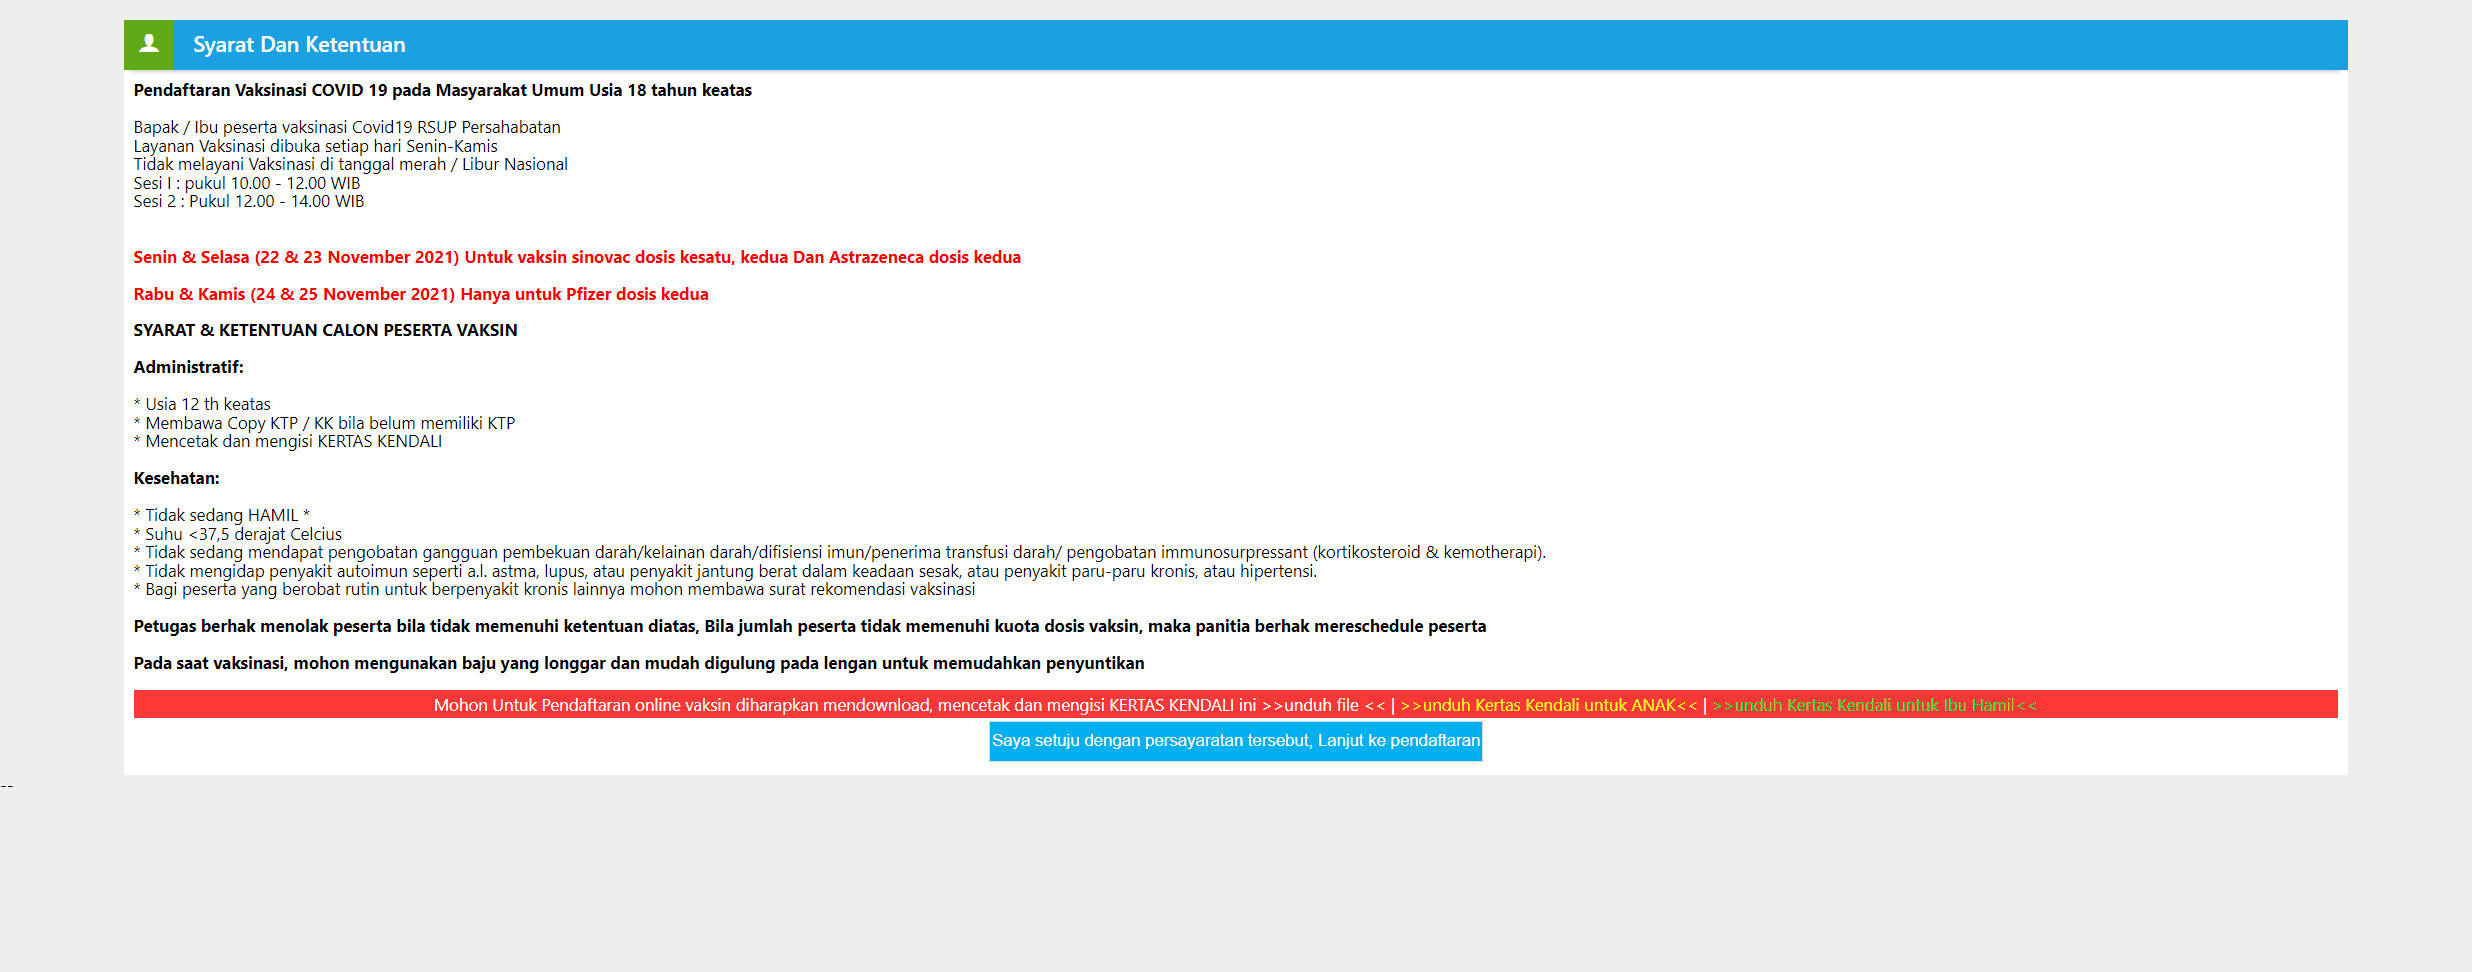 Syarat Dan Ketentuan
Pendaftaran Vaksinasi COVID 19 pada Masyarakat Umum Usia 18 tahun keatas
Bapak / Ibu peserta vaksinasi Covid19 RSUP Persahabatan
Layanan Vaksinasi dibuka setiap hari Senin-Kamis
Tidak melayani Vaksinasi di tanggal merah / Libur Nasional
Sesi I : pukul 10.00 - 12.00 WIB
Sesi 2 : Pukul 12.00 - 14.00 WIB
Senin & Selasa (22 & 23 November 2021) Untuk vaksin sinovac dosis kesatu, kedua Dan Astrazeneca dosis kedua
Rabu & Kamis (24 & 25 November 2021) Hanya untuk Pfizer dosis kedua
SYARAT & KETENTUAN CALON PESERTA VAKSIN
Administratif:
* Usia 12 th keatas
* Membawa Copy KTP / KK bila belum memiliki KTP
* Mencetak dan mengisi KERTAS KENDALI
Kesehatan:
* Tidak sedang HAMIL *
* Suhu <37,5 derajat Celcius
* Tidak sedang mendapat pengobatan gangguan pembekuan darah/kelainan darah/difisiensi imun/penerima transfusi darah/ pengobatan immunosurpressant (kortikosteroid & kemotherapi).
* Tidak mengidap penyakit autoimun seperti a.l. astma, lupus, atau penyakit jantung berat dalam keadaan sesak, atau penyakit paru-paru kronis, atau hipertensi.
* Bagi peserta yang berobat rutin untuk berpenyakit kronis lainnya mohon membawa surat rekomendasi vaksinasi
Petugas berhak menolak peserta bila tidak memenuhi ketentuan diatas, Bila jumlah peserta tidak memenuhi kuota dosis vaksin, maka panitia berhak mereschedule peserta
Pada saat vaksinasi, mohon mengunakan baju yang longgar dan mudah digulung pada lengan untuk memudahkan penyuntikan
Mohon Untuk Pendaftaran online vaksin diharapkan mendownload, mencetak dan mengisi KERTAS KENDALI ini >>unduh file << | >>unduh Kertas Kendali untuk ANAK<< | >>unduh Kertas Kendali untuk Ibu Hamil<<
Saya setuju dengan persayaratan tersebut, Lanjut ke pendaftaran
--